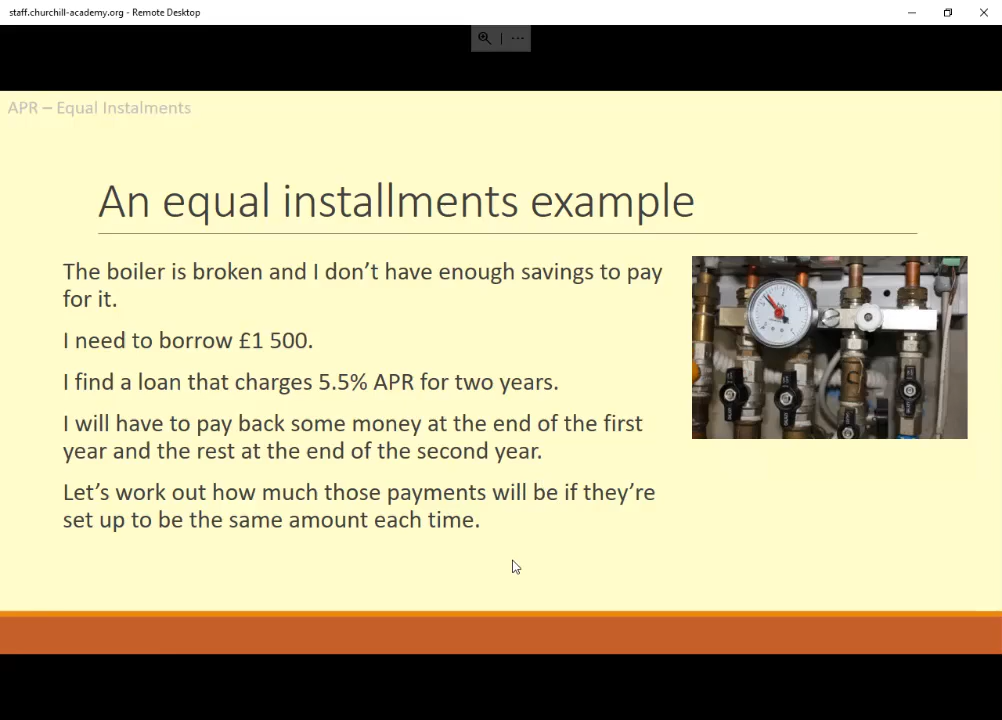 staff.churchill-academy.org - Remote Desktop
APR – Equal Instalments
An equal installments example
The boiler is broken and I don’t have enough savings to pay
for it.
I need to borrow £1 500.
I find a loan that charges 5.5% APR for two years.
I will have to pay back some money at the end of the first
year and the rest at the end of the second year.
Let’s work out how much those payments will be if they’re
set up to be the same amount each time.